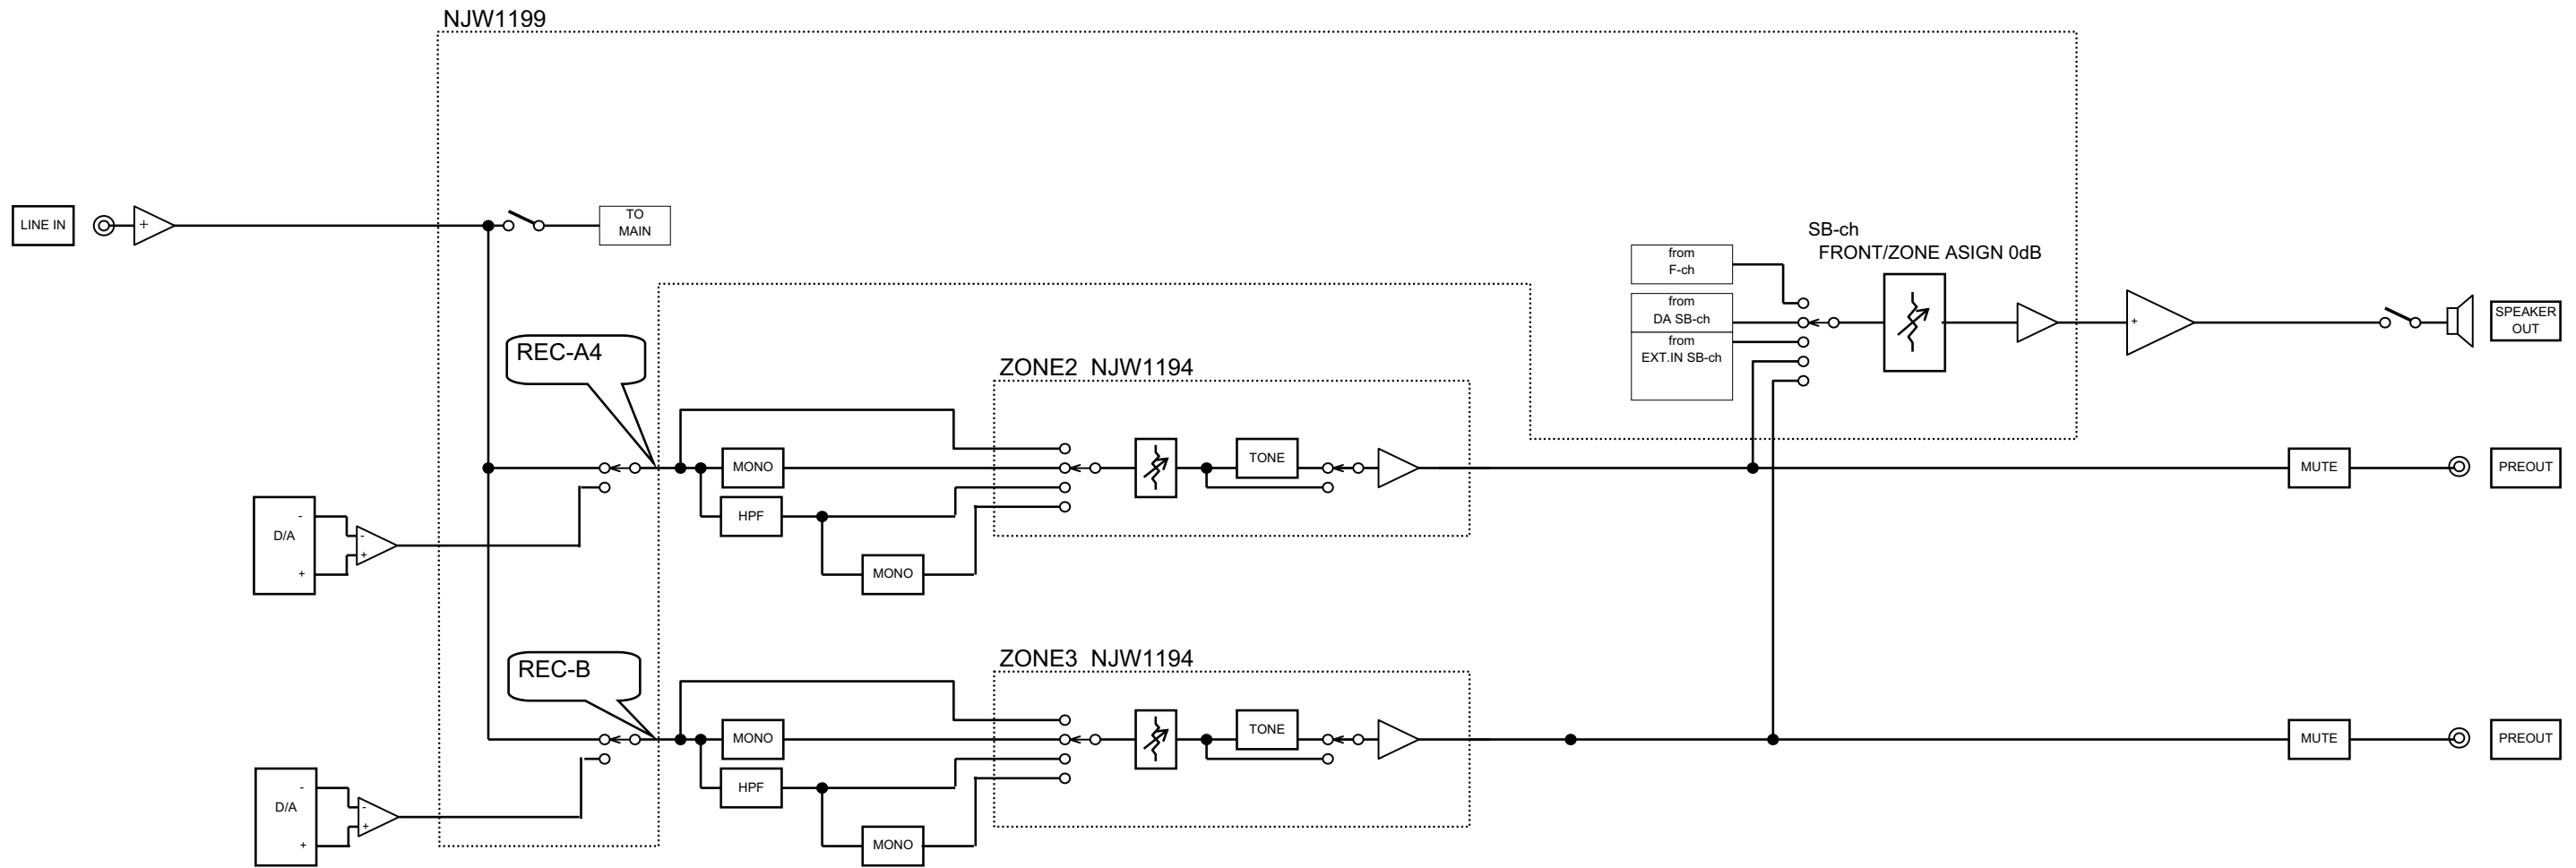 NJW1199
LINE IN
+
TO
MAIN
SB-ch
FRONT/ZONE ASIGN 0dB
from
F-ch
from
DA SB-ch
from
EXT.IN SB-ch
+
SPEAKER
OUT
REC-A4
ZONE2 NJW1194
MONO
TONE
MUTE
PREOUT
HPF
D/A
-
+
-
+
MONO
REC-B
ZONE3 NJW1194
MONO
TONE
MUTE
PREOUT
HPF
D/A
-
+
-
+
MONO